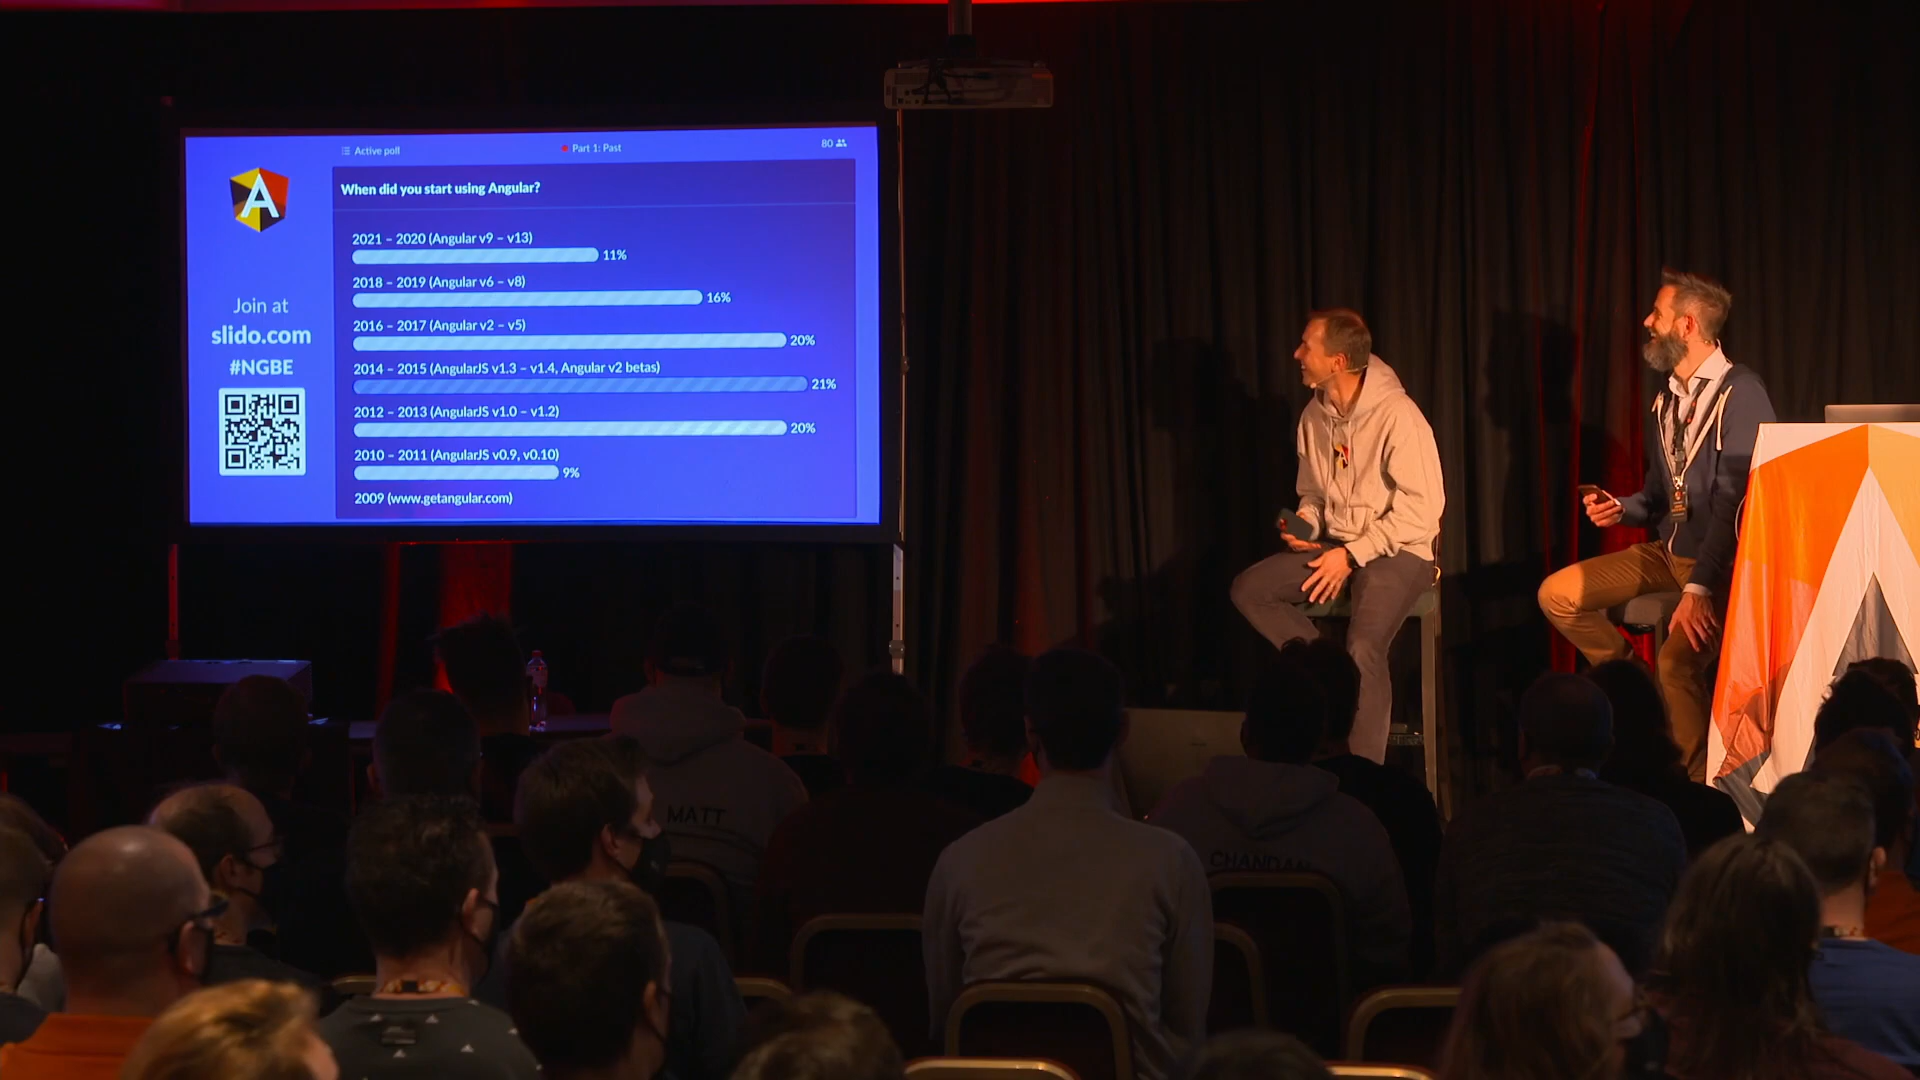 Active poll
Part 1: Past
80
A
When did you start using Angular?
2021 – 2020 (Angular v9 – v13)
11%
2018 – 2019 (Angular v6 – v8)
16%
2016 – 2017 (Angular v2 – v5)
20%
2014 – 2015 (AngularJS v1.3 – v1.4, Angular v2 betas)
21%
2012 – 2013 (AngularJS v1.0 – v1.2)
20%
2010 – 2011 (AngularJS v0.9, v0.10)
9%
2009 (www.getangular.com)
Join at
slido.com
#NGBE
MATT
CHANDAN